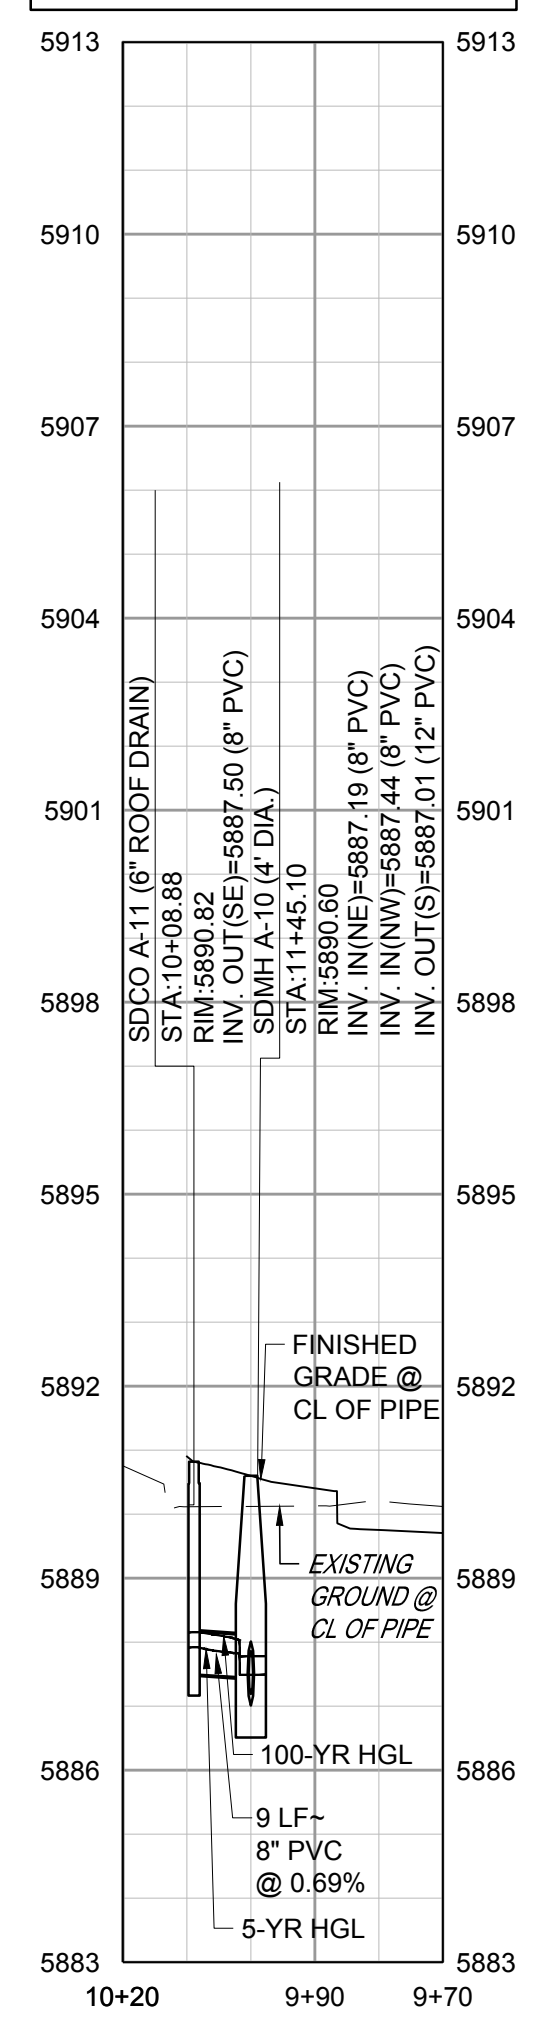 5913 5913
5910 5910
5907 5907
5904 5904
5901 5901
5898 5898
5895 5895
5892 5892
5889 5889
5886 5886
5883 5883
SDCO A-11 (6" ROOF DRAIN)
STA:10+08.88
RIM:5890.82
INV. OUT(SE)=5887.50 (8" PVC)
SDMH A-10 (4' DIA.)
STA:11+45.10
RIM:5890.60
INV. IN(NE)=5887.19 (8" PVC)
INV. IN(NW)=5887.44 (8" PVC)
INV. OUT(S)=5887.01 (12" PVC)
FINISHED
GRADE @
CL OF PIPE
EXISTING
GROUND @
CL OF PIPE
100-YR HGL
9 LF~
8" PVC
@ 0.69%
5-YR HGL
10+20 9+90 9+70